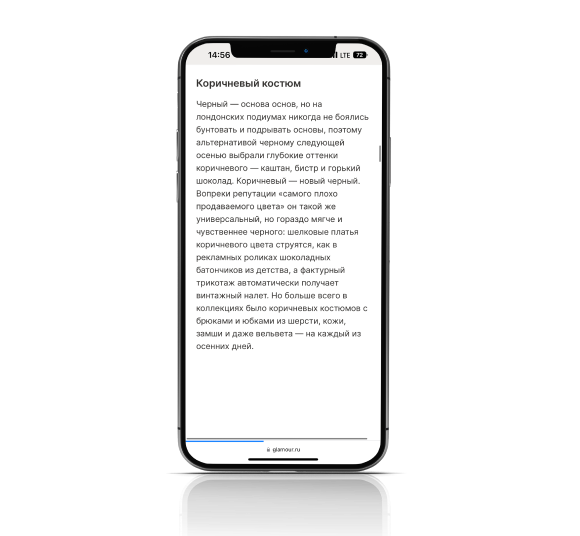 14:56
LTE 72
Коричневый костюм
Черный — основа основ, но на
лондонских подиумах никогда не боялись
бунтовать и подрывать основы, поэтому
альтернативой черному следующей
осенью выбрали глубокие оттенки
коричневого — каштан, бистр и горький
шоколад. Коричневый — новый черный.
Вопреки репутации «самого плохо
продаваемого цвета» он такой же
универсальный, но гораздо мягче и
чувственнее черного: шелковые платья
коричневого цвета струятся, как в
рекламных роликах шоколадных
батончиков из детства, а фактурный
трикотаж автоматически получает
винтажный налет. Но больше всего в
коллекциях было коричневых костюмов с
брюками и юбками из шерсти, кожи,
замши и даже вельвета — на каждый из
осенних дней.
glamour.ru